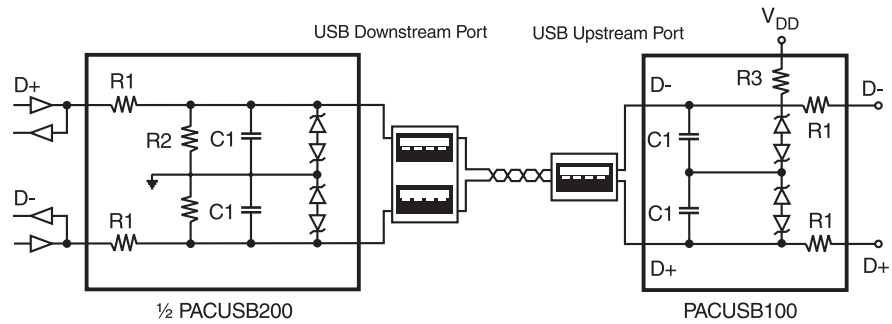 USB Downstream Port
USB Upstream Port
VDD
D+
R1
R2
C1
C1
R1
D-
½ PACUSB200
D-
R3
D-
R1
C1
C1
R1
D+
D+
PACUSB100